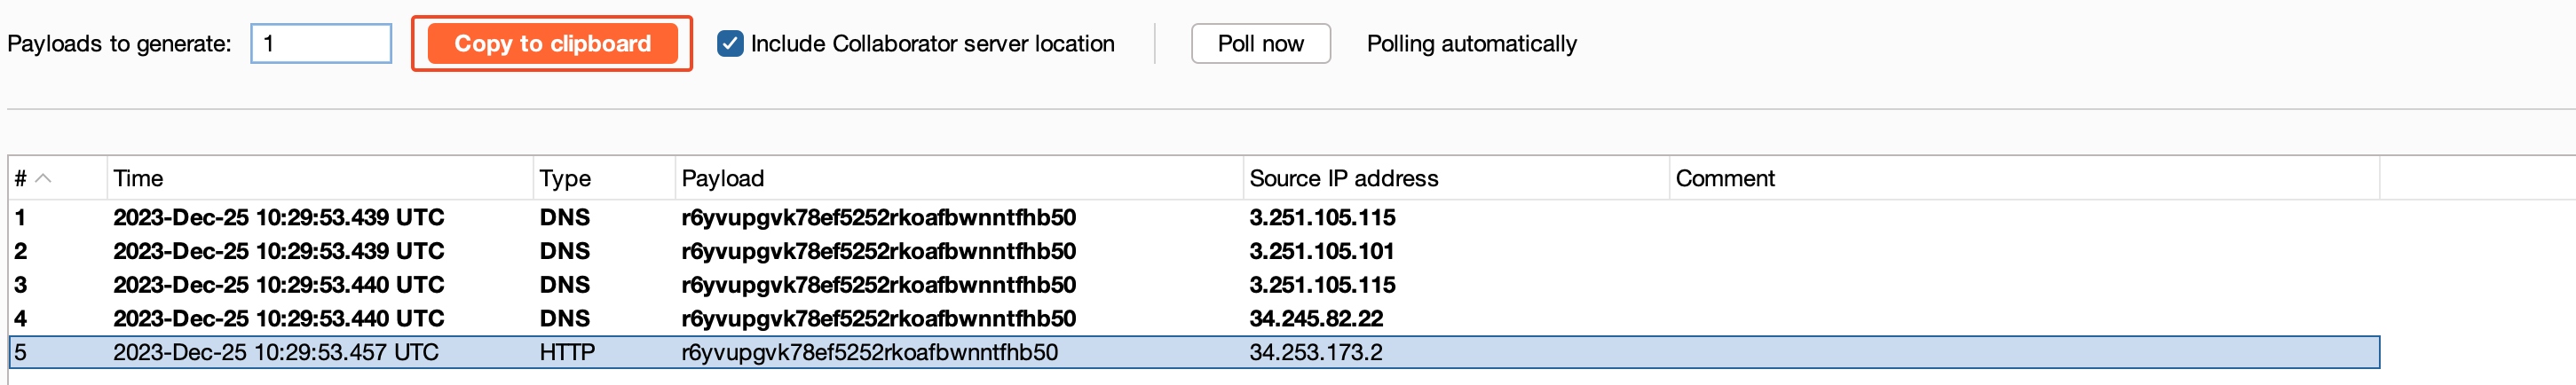 Payloads to generate: 1 Copy to clipboard Include Collaborator server location Poll now Polling automatically
# Time Type Payload Source IP address Comment
1 2023-Dec-25 10:29:53.439 UTC DNS r6yvupgvk78ef5252rkoafbwnntfhb50 3.251.105.115
2 2023-Dec-25 10:29:53.439 UTC DNS r6yvupgvk78ef5252rkoafbwnntfhb50 3.251.105.101
3 2023-Dec-25 10:29:53.440 UTC DNS r6yvupgvk78ef5252rkoafbwnntfhb50 3.251.105.115
4 2023-Dec-25 10:29:53.440 UTC DNS r6yvupgvk78ef5252rkoafbwnntfhb50 34.245.82.22
5 2023-Dec-25 10:29:53.457 UTC HTTP r6yvupgvk78ef5252rkoafbwnntfhb50 34.253.173.2